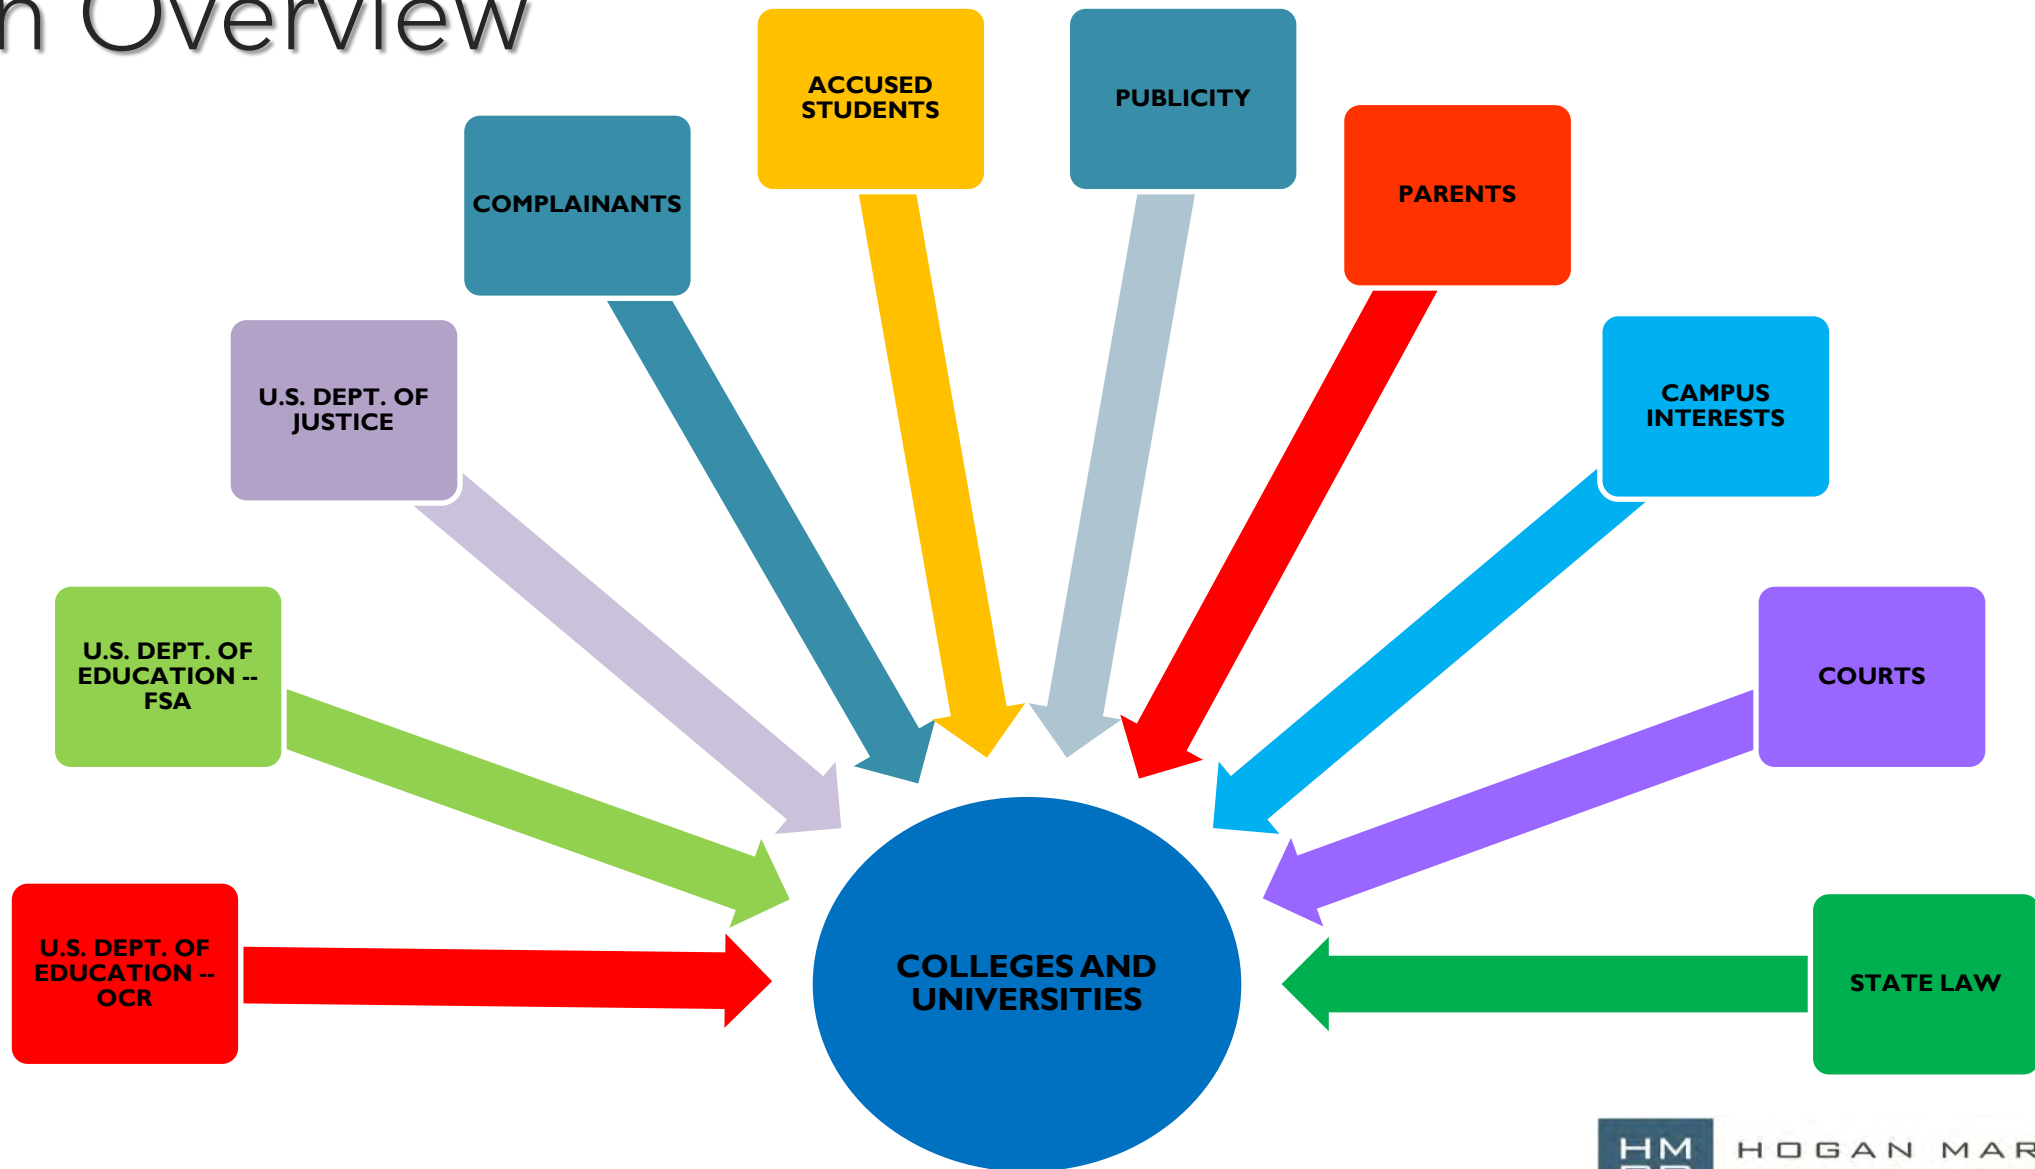 Overview
ACCUSED
STUDENTS
PUBLICITY
COMPLAINANTS
PARENTS
U.S. DEPT. OF
JUSTICE
CAMPUS
INTERESTS
U.S. DEPT. OF
EDUCATION --
FSA
COURTS
U.S. DEPT. OF
EDUCATION --
OCR
COLLEGES AND
UNIVERSITIES
STATE LAW
HM
HOGAN MAR